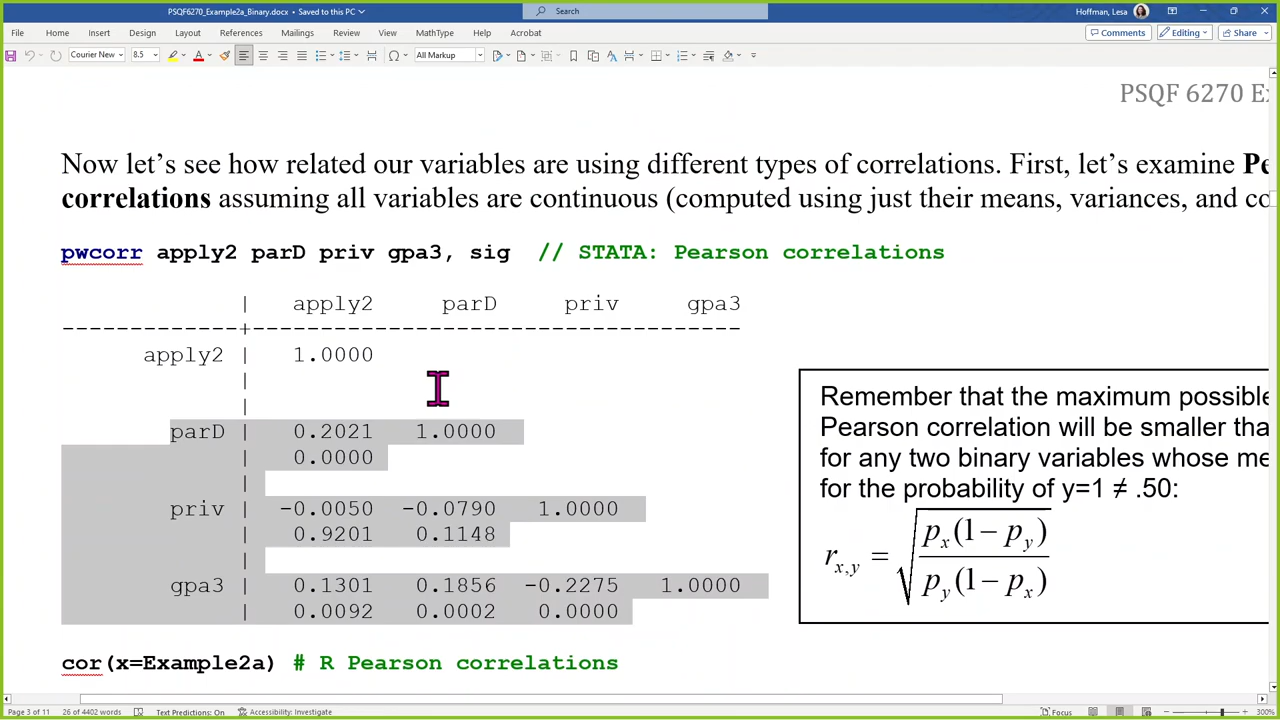 PSQF6270_Example2a_Binary.docx • Saved to this PC
Search
Hoffman, Lesa
File Home Insert Design Layout References Mailings Review View MathType Help Acrobat
Comments Editing Share
Courier New 8.5 All Markup
PSQF 6270 Ex
Now let’s see how related our variables are using different types of correlations. First, let’s examine Pe
correlations assuming all variables are continuous (computed using just their means, variances, and co
pwcorr apply2 parD priv gpa3, sig // STATA: Pearson correlations
| apply2 parD priv gpa3
-------------+------------------------------------
apply2 | 1.0000
|
|
parD | 0.2021 1.0000
| 0.0000
|
priv | -0.0050 -0.0790 1.0000
| 0.9201 0.1148
|
gpa3 | 0.1301 0.1856 -0.2275 1.0000
| 0.0092 0.0002 0.0000
Remember that the maximum possible
Pearson correlation will be smaller tha
for any two binary variables whose me
for the probability of y=1 ≠ .50:
r_{x,y} = √(p_x(1 − p_y) / p_y(1 − p_x))
cor(x=Example2a) # R Pearson correlations
Page 3 of 11 26 of 4402 words Text Predictions: On Accessibility: Investigate Focus 300%